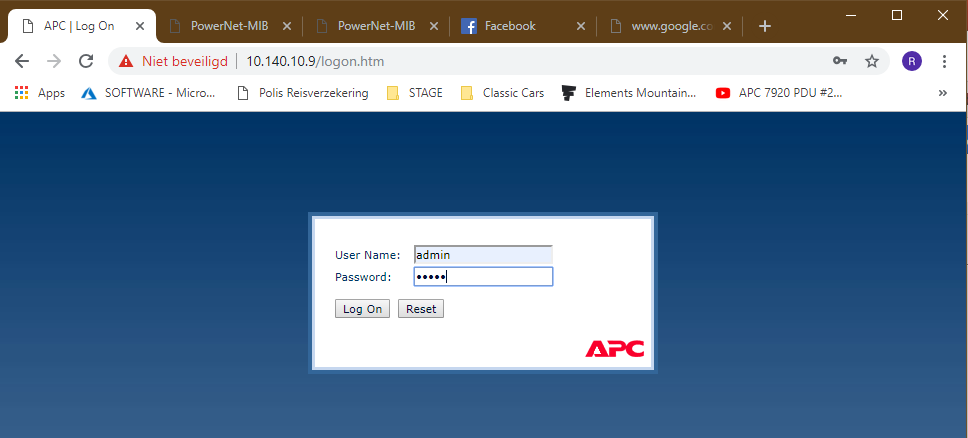 APC | Log On PowerNet-MIB PowerNet-MIB Facebook www.google.co
Niet beveiligd 10.140.10.9/logon.htm R
Apps SOFTWARE - Micro... Polis Reisverzekering STAGE Classic Cars Elements Mountain... APC 7920 PDU #2... »
User Name: admin
Password: •••••
Log On Reset
APC